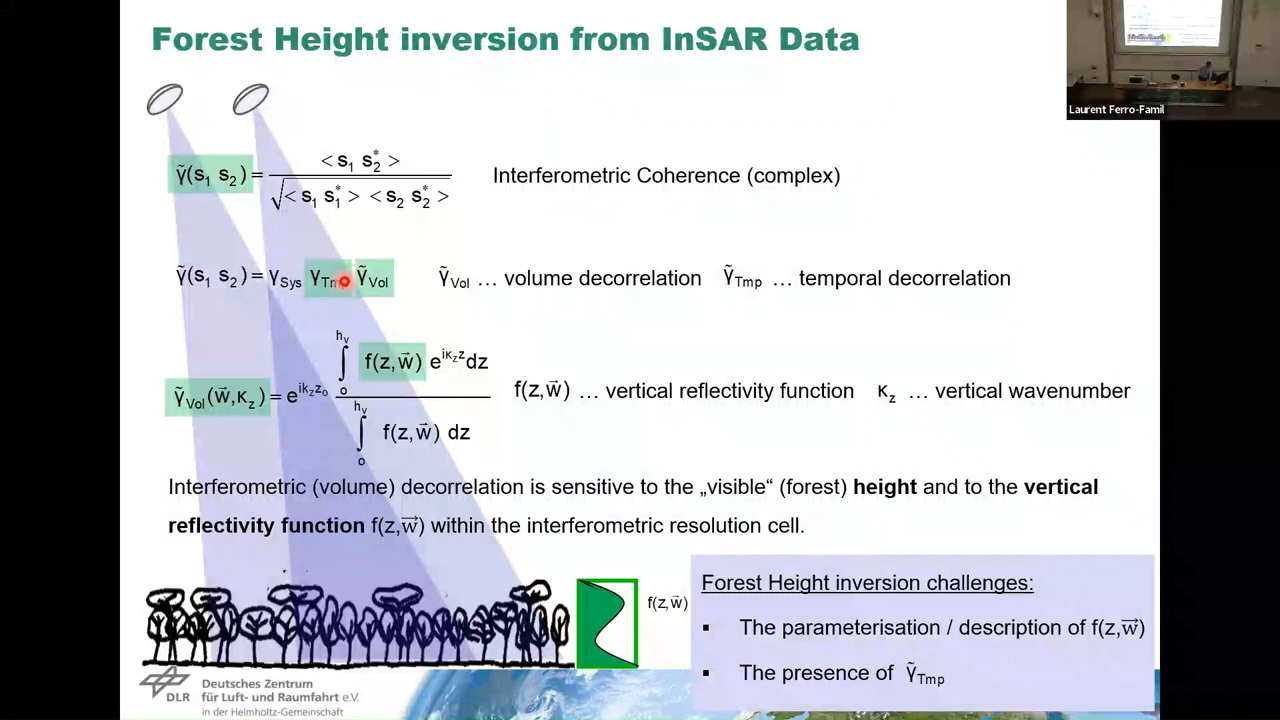 Forest Height inversion from InSAR Data
Laurent Ferro-Famil
γ̃(s₁ s₂) = < s₁ s₂* > / √< s₁ s₁* > < s₂ s₂* > Interferometric Coherence (complex)
γ̃(s₁ s₂) = γSys γTmp γ̃Vol γ̃Vol … volume decorrelation γ̃Tmp … temporal decorrelation
γ̃Vol(w⃗,κz) = e^{ikzz₀} ∫₀^{hv} f(z,w⃗) e^{iκzz}dz / ∫₀^{hv} f(z,w⃗) dz f(z,w⃗) … vertical reflectivity function κz … vertical wavenumber
Interferometric (volume) decorrelation is sensitive to the „visible“ (forest) height and to the vertical
reflectivity function f(z,w⃗) within the interferometric resolution cell.
f(z,w⃗)
Forest Height inversion challenges:
▪ The parameterisation / description of f(z,w⃗)
▪ The presence of γ̃Tmp
DLR
Deutsches Zentrum
für Luft- und Raumfahrt e.V.
in der Helmholtz-Gemeinschaft